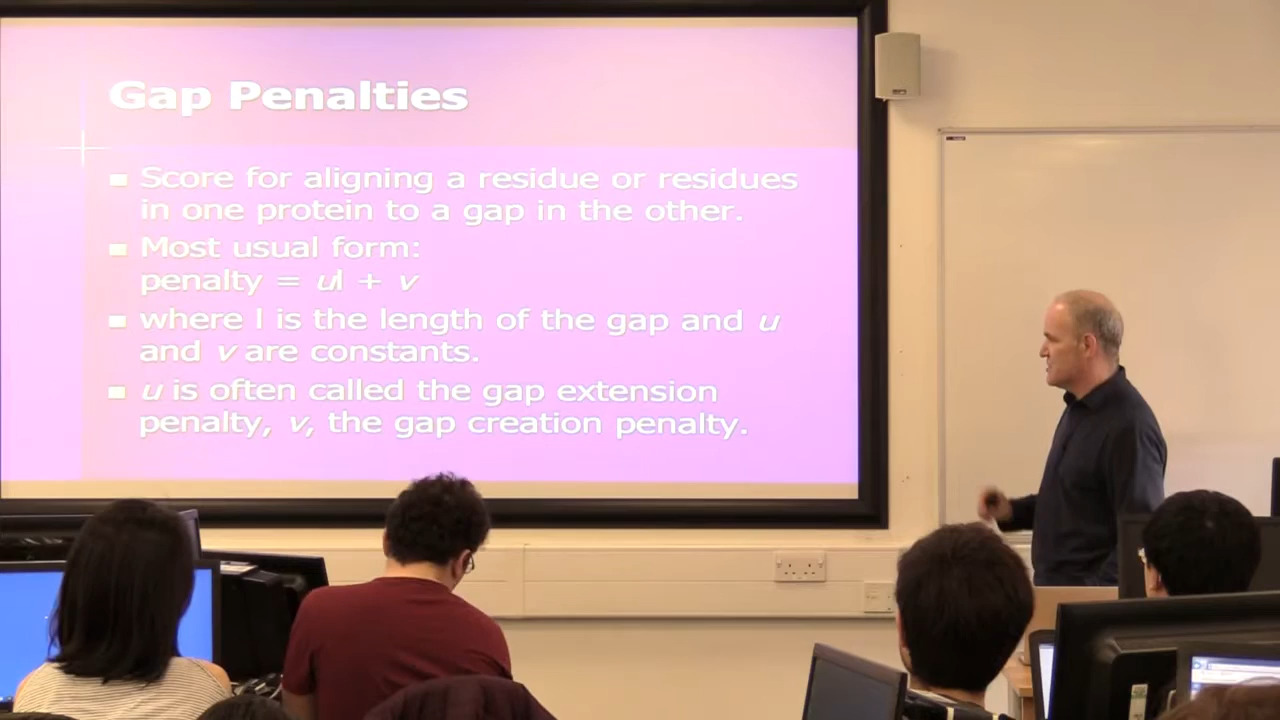 Gap Penalties
Score for aligning a residue or residues
in one protein to a gap in the other.
Most usual form:
penalty = ul + v
where l is the length of the gap and u
and v are constants.
u is often called the gap extension
penalty, v, the gap creation penalty.